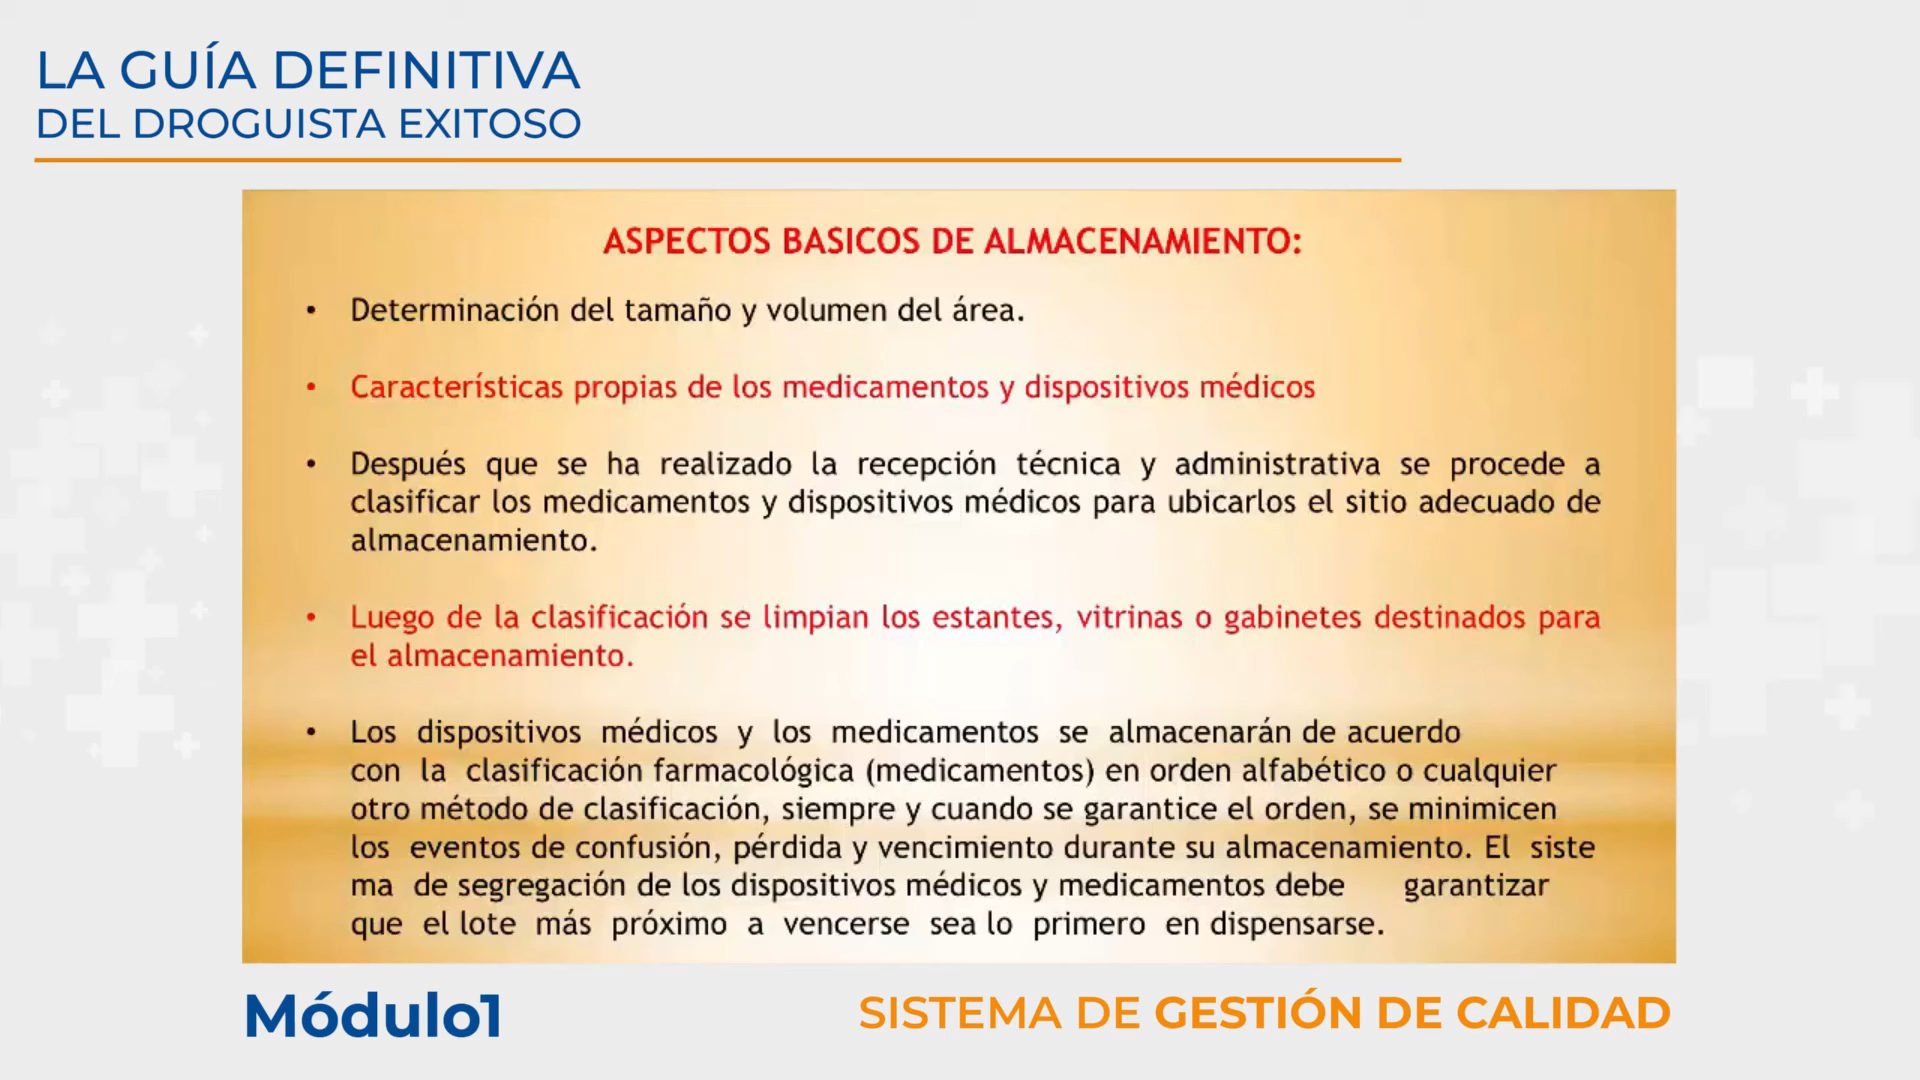 LA GUÍA DEFINITIVA
DEL DROGUISTA EXITOSO
ASPECTOS BASICOS DE ALMACENAMIENTO:
• Determinación del tamaño y volumen del área.
• Características propias de los medicamentos y dispositivos médicos
• Después que se ha realizado la recepción técnica y administrativa se procede a
clasificar los medicamentos y dispositivos médicos para ubicarlos el sitio adecuado de
almacenamiento.
• Luego de la clasificación se limpian los estantes, vitrinas o gabinetes destinados para
el almacenamiento.
• Los dispositivos médicos y los medicamentos se almacenarán de acuerdo
con la clasificación farmacológica (medicamentos) en orden alfabético o cualquier
otro método de clasificación, siempre y cuando se garantice el orden, se minimicen
los eventos de confusión, pérdida y vencimiento durante su almacenamiento. El siste
ma de segregación de los dispositivos médicos y medicamentos debe garantizar
que el lote más próximo a vencerse sea lo primero en dispensarse.
Módulo1
SISTEMA DE GESTIÓN DE CALIDAD